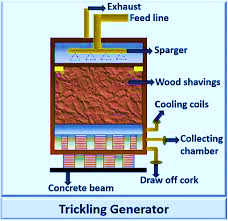 Exhaust
Feed line
Sparger
Wood shavings
Cooling coils
Collecting
chamber
Draw off cork
Concrete beam
Trickling Generator